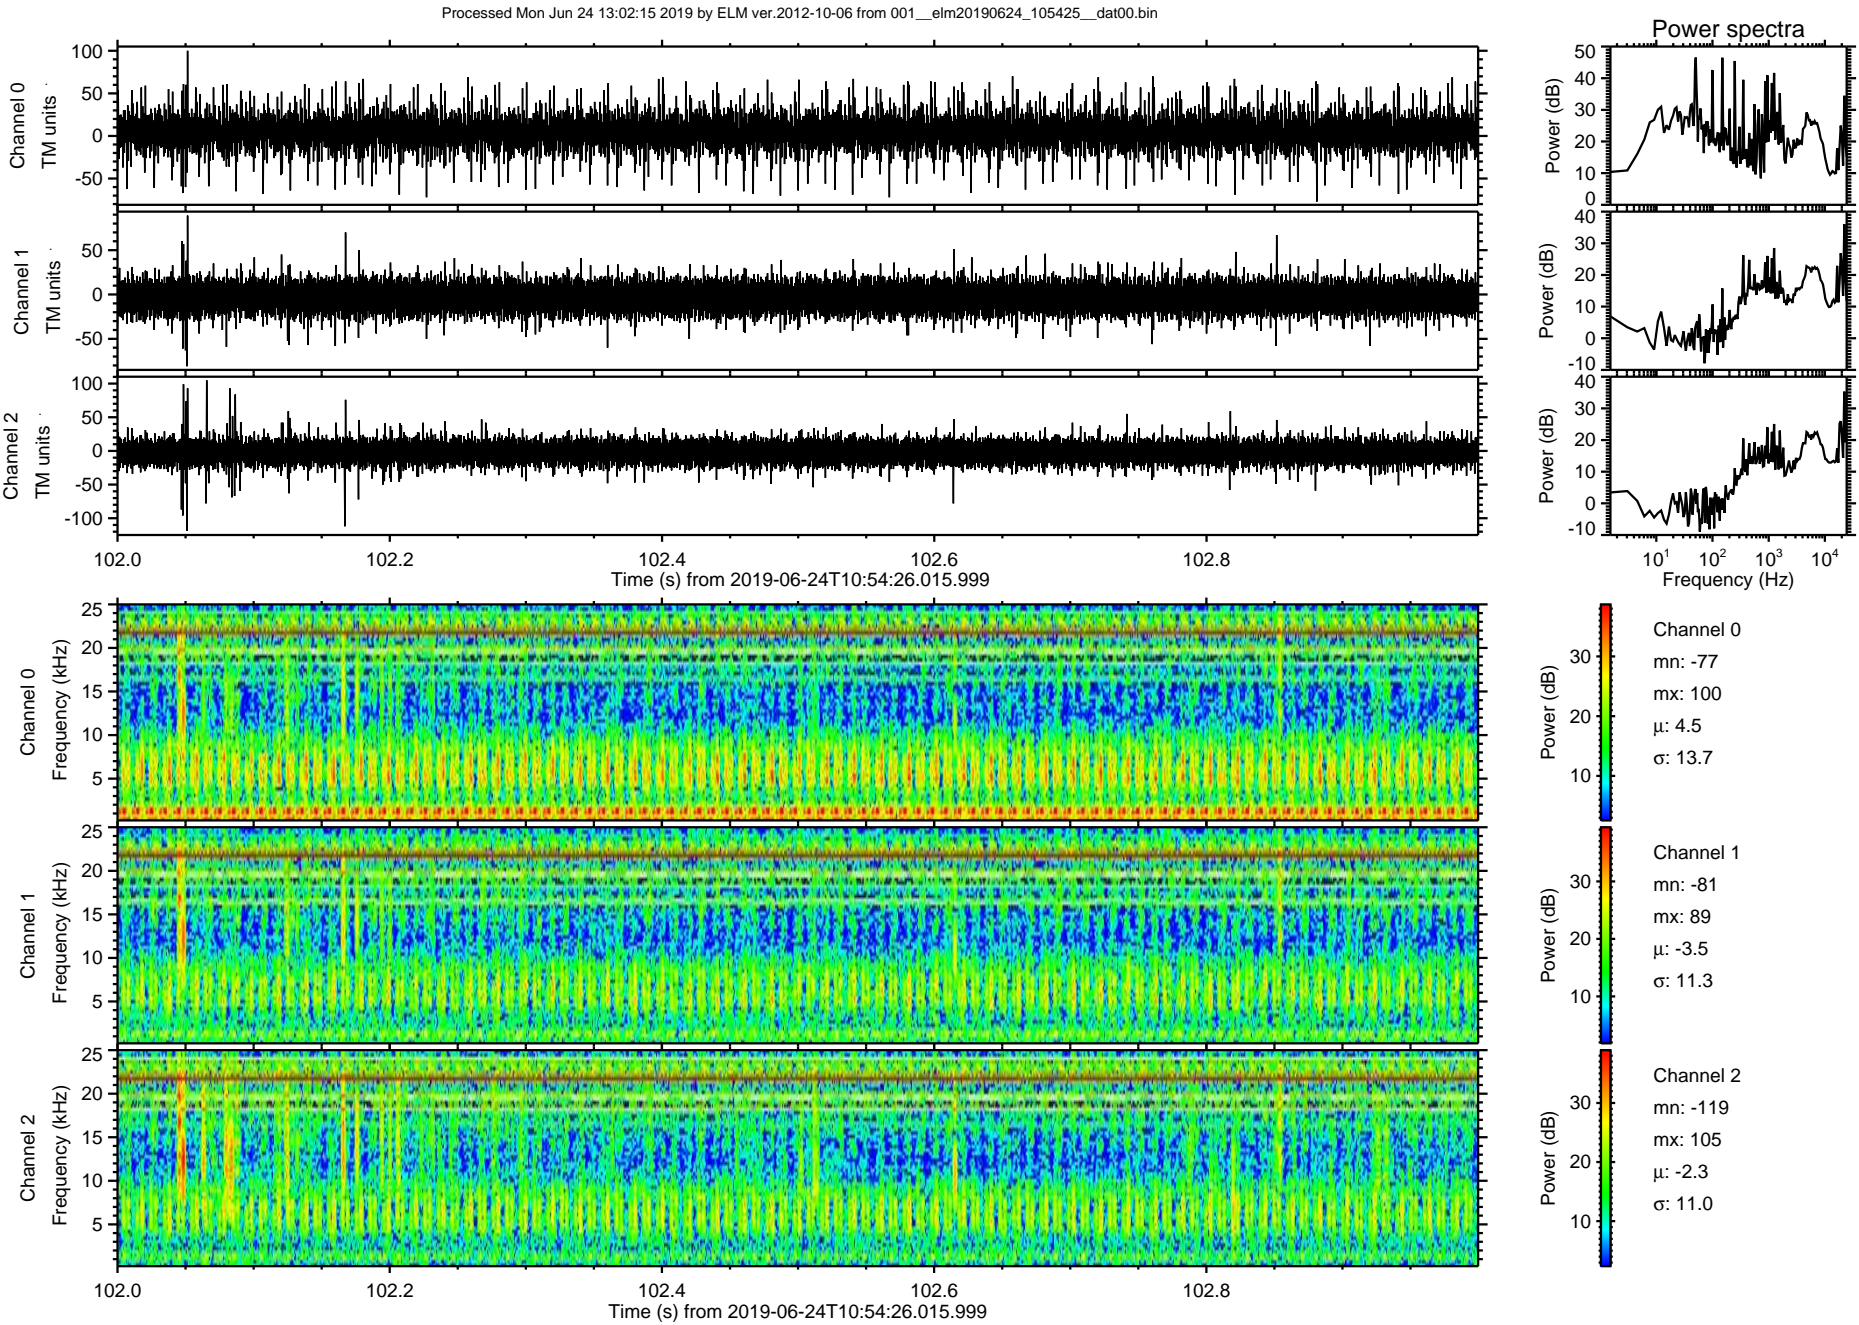 Processed Mon Jun 24 13:02:15 2019 by ELM ver.2012-10-06 from 001__elm20190624_105425__dat00.bin
Power spectra
Channel 0
TM units
100
50
0
-50
Power (dB)
50
40
30
20
10
0
Channel 1
TM units
50
0
-50
Power (dB)
40
30
20
10
0
-10
Channel 2
TM units
100
50
0
-50
-100
Power (dB)
40
30
20
10
0
-10
102.0 102.2 102.4 102.6 102.8
Time (s) from 2019-06-24T10:54:26.015.999
10^1 10^2 10^3 10^4
Frequency (Hz)
Channel 0
Frequency (kHz)
25
20
15
10
5
Power (dB)
30
20
10
Channel 0
mn: -77
mx: 100
μ: 4.5
σ: 13.7
Channel 1
Frequency (kHz)
25
20
15
10
5
Power (dB)
30
20
10
Channel 1
mn: -81
mx: 89
μ: -3.5
σ: 11.3
Channel 2
Frequency (kHz)
25
20
15
10
5
Power (dB)
30
20
10
Channel 2
mn: -119
mx: 105
μ: -2.3
σ: 11.0
102.0 102.2 102.4 102.6 102.8
Time (s) from 2019-06-24T10:54:26.015.999